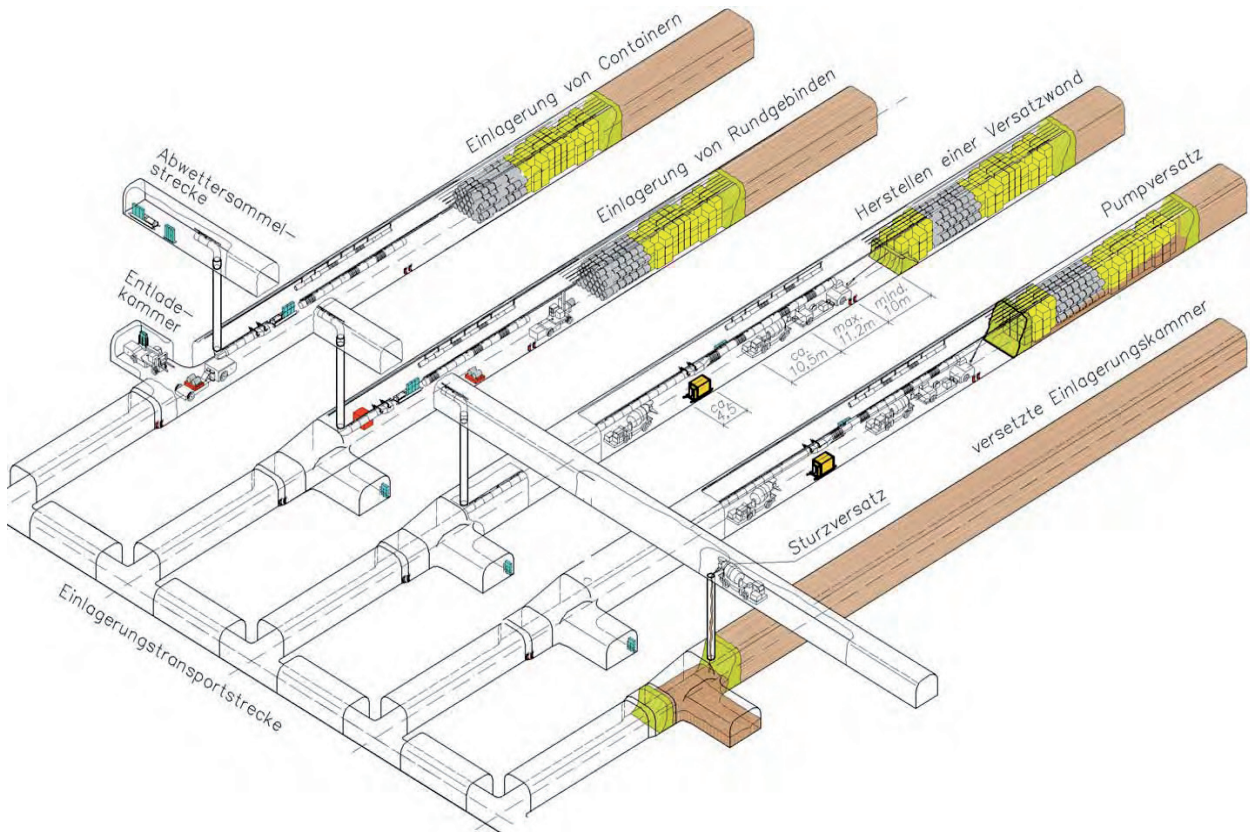 Einlagerung von Containern
Einlagerung von Rundgebinden
Herstellen einer Versatzwand
Pumpversatz
Abwettersammel-
strecke
Entlade-
kammer
mind.
10m
max.
11.2m
ca.
10.5m
ca.
4.5
versetzte Einlagerungskammer
Sturzversatz
Einlagerungstransportstrecke